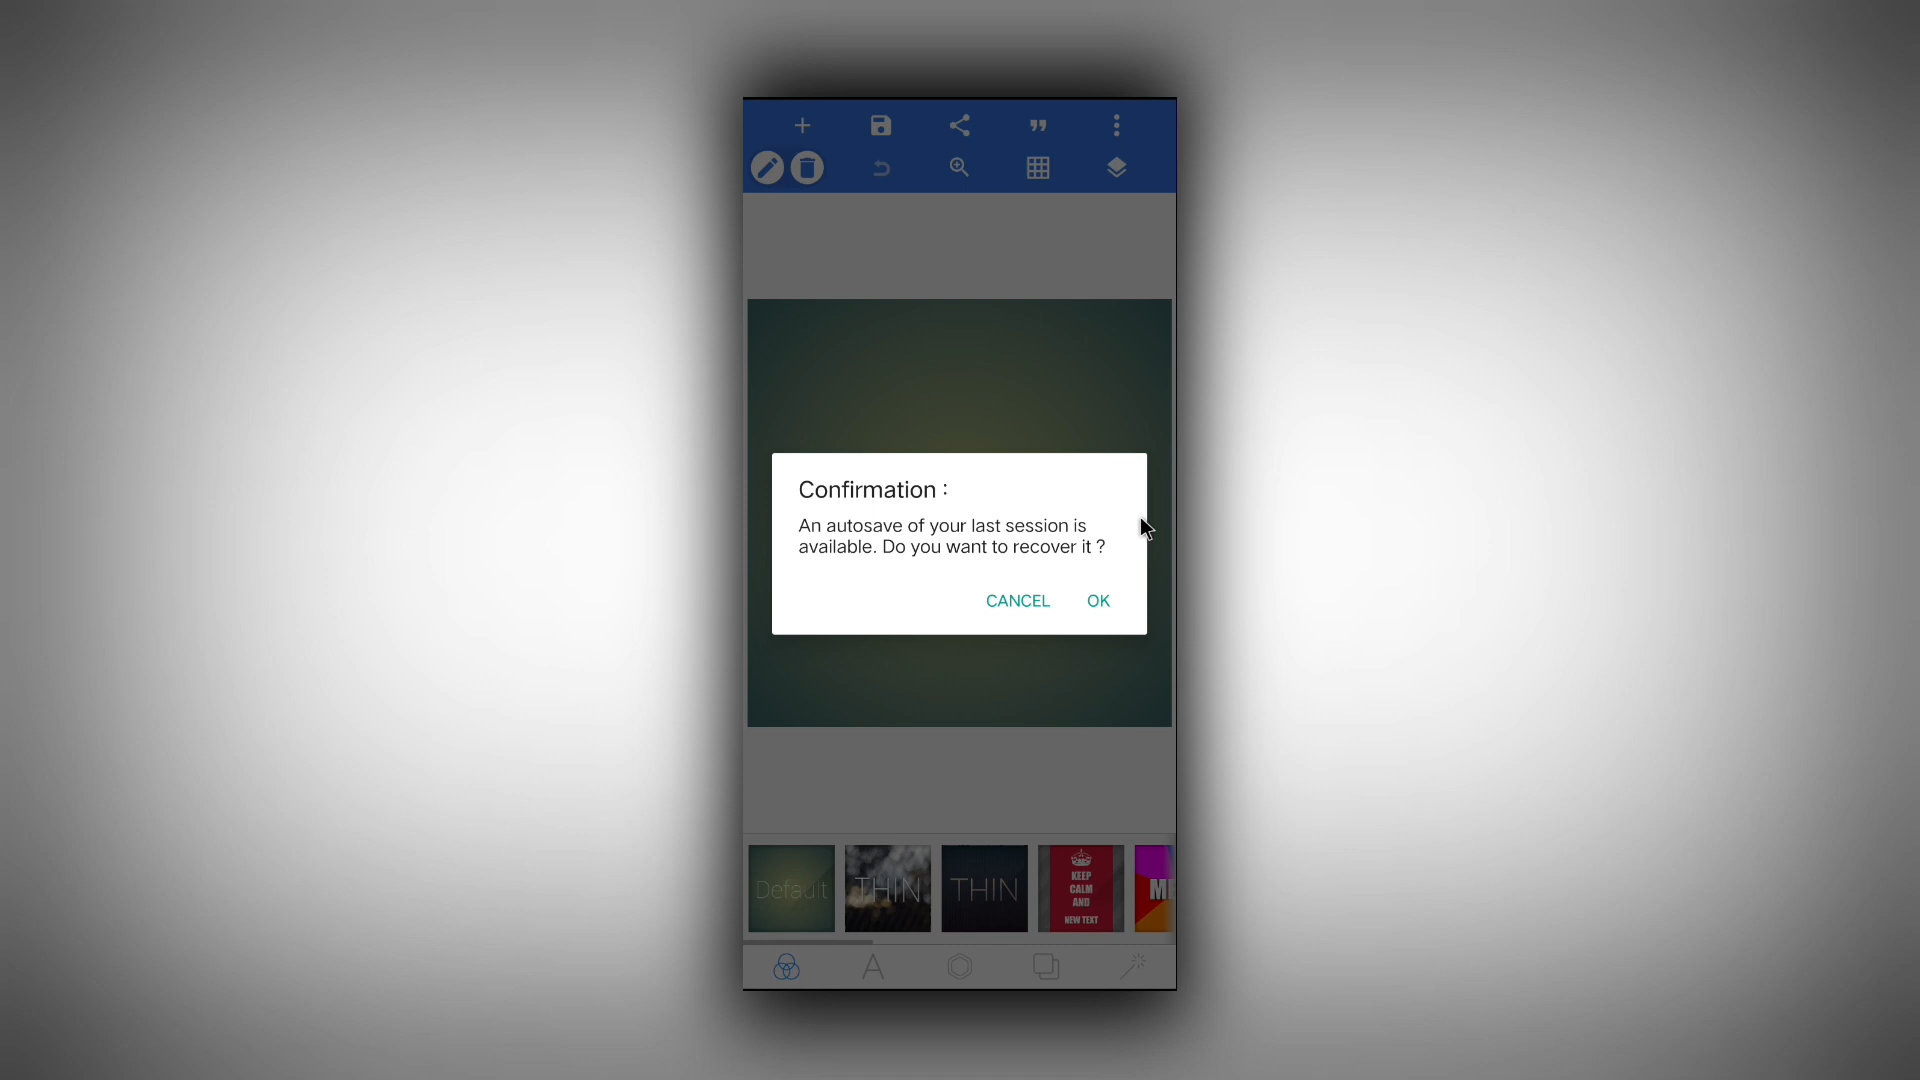 Confirmation :
An autosave of your last session is
available. Do you want to recover it ?
CANCEL OK
Default
THIN
THIN
KEEP
CALM
AND
NEW TEXT